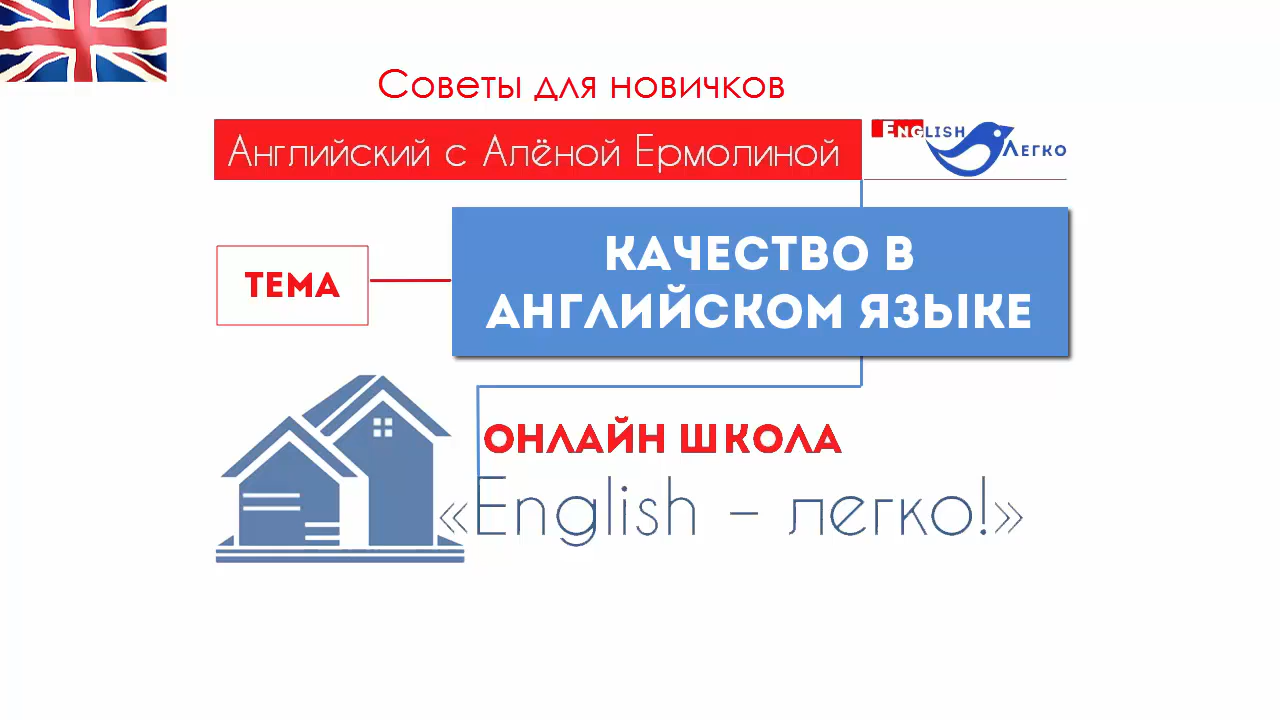 Советы для новичков
Английский с Алёной Ермолиной
English
Легко
ТЕМА
КАЧЕСТВО В
АНГЛИЙСКОМ ЯЗЫКЕ
ОНЛАЙН ШКОЛА
«English – легко!»